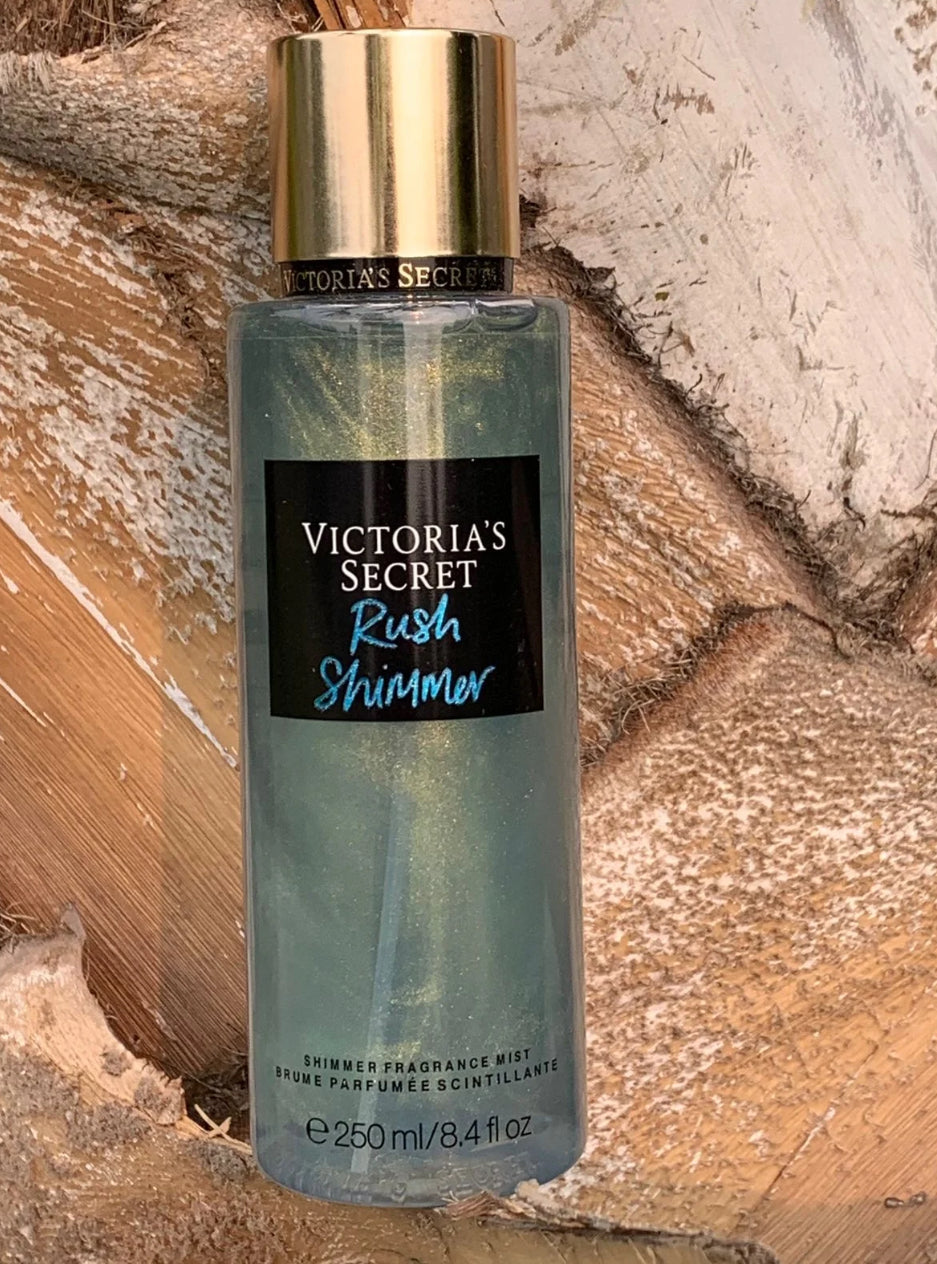 VICTORIA'S SECRET
VICTORIA'S
SECRET
Rush
Shimmer
SHIMMER FRAGRANCE MIST
BRUME PARFUMÉE SCINTILLANTE
℮ 250 ml/8.4 fl oz